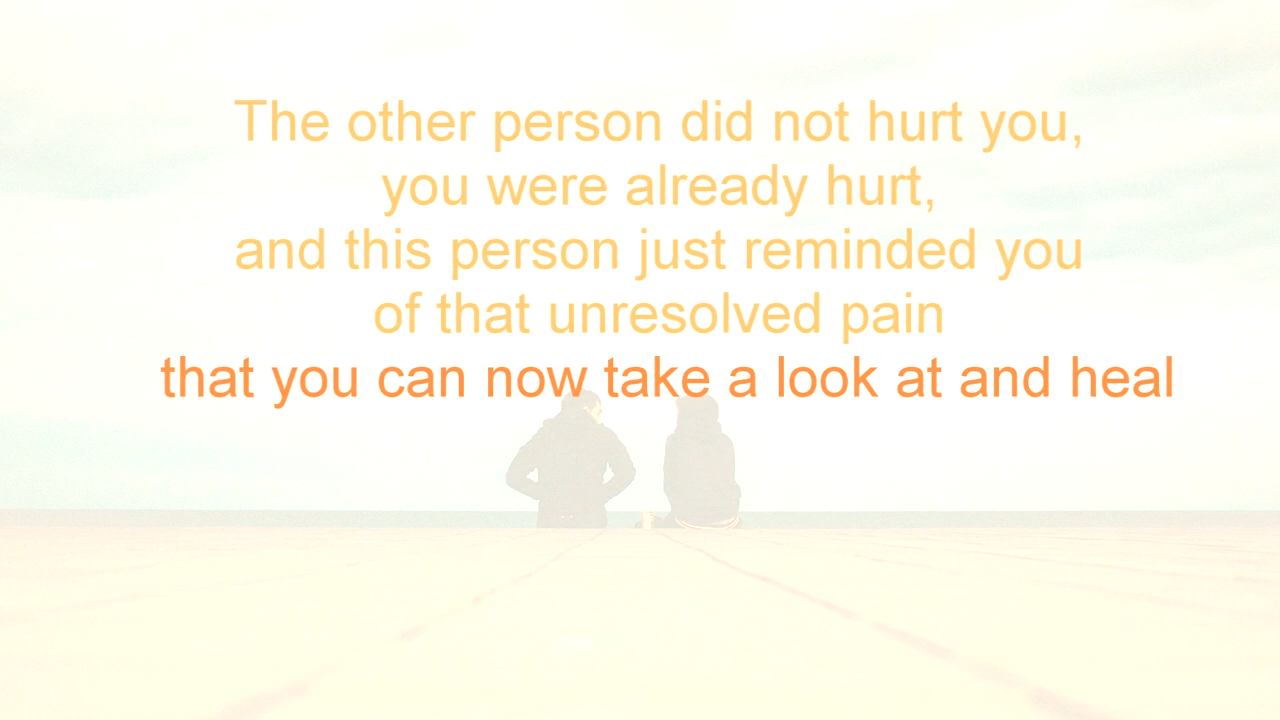 The other person did not hurt you,
you were already hurt,
and this person just reminded you
of that unresolved pain
that you can now take a look at and heal